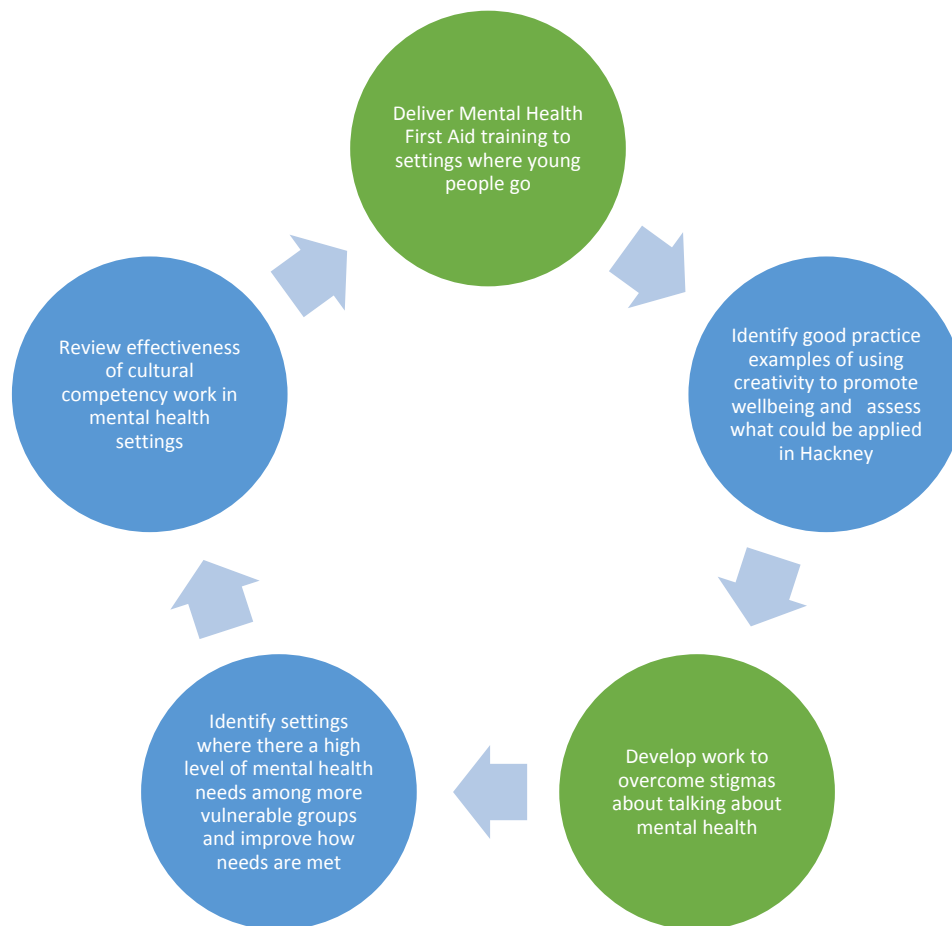 Deliver Mental Health
First Aid training to
settings where young
people go
Identify good practice
examples of using
creativity to promote
wellbeing and   assess
what could be applied
in Hackney
Develop work to
overcome stigmas
about talking about
mental health
Identify settings
where there a high
level of mental health
needs among more
vulnerable groups
and improve how
needs are met
Review effectiveness
of cultural
competency work in
mental health
settings